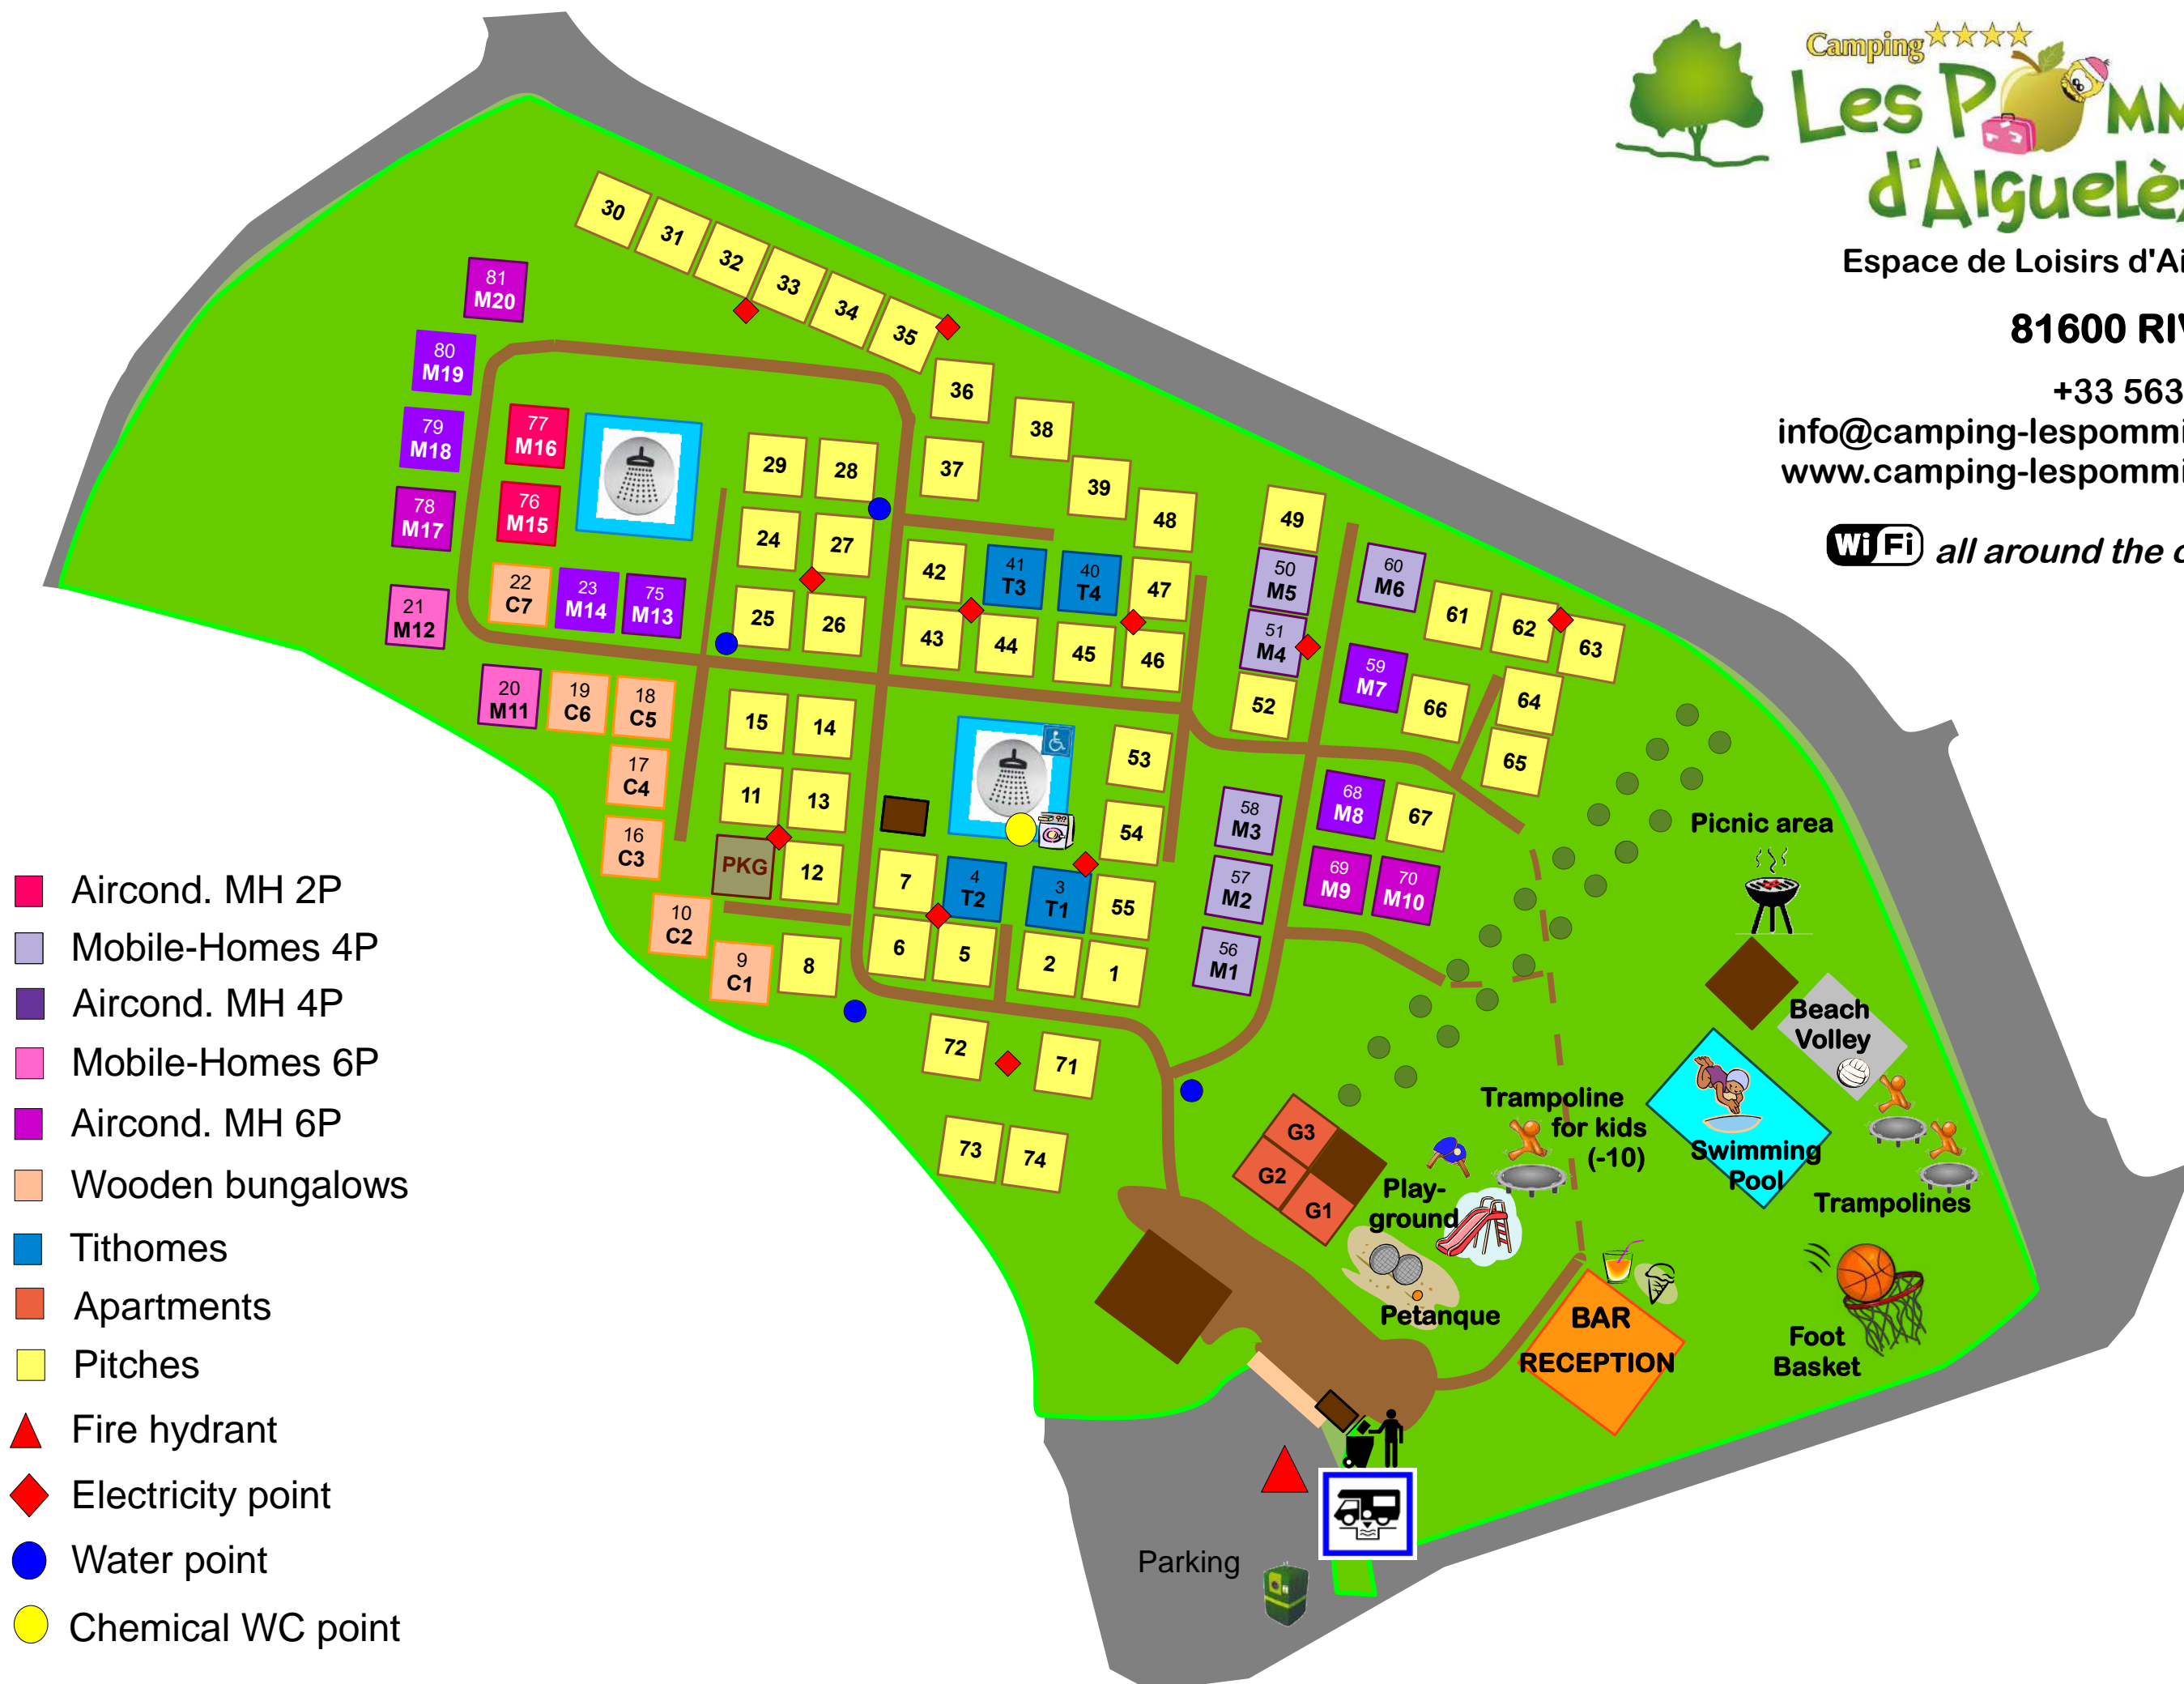 Camping
Les POMM
d'Aiguelè
Espace de Loisirs d'Ai
81600 RIV
+33 563
info@camping-lespommi
www.camping-lespommi
WiFi all around the c
30
31
32
33
34
35
81
M20
80
M19
79
M18
78
M17
21
M12
77
M16
76
M15
22
C7
23
M14
75
M13
29
28
24
27
25
26
36
37
38
39
48
42
41
T3
40
T4
47
43
44
45
46
49
50
M5
51
M4
52
60
M6
61
62
63
59
M7
66
64
65
20
M11
19
C6
18
C5
17
C4
16
C3
10
C2
9
C1
8
15
14
11
13
PKG
12
53
54
7
4
T2
3
T1
55
6
5
2
1
58
M3
57
M2
56
M1
68
M8
67
69
M9
70
M10
72
71
73
74
G3
G2
G1
Picnic area
Beach
Volley
Swimming
Pool
Trampolines
Trampoline
for kids
(-10)
Play-
ground
Petanque
BAR
RECEPTION
Foot
Basket
Parking
Aircond. MH 2P
Mobile-Homes 4P
Aircond. MH 4P
Mobile-Homes 6P
Aircond. MH 6P
Wooden bungalows
Tithomes
Apartments
Pitches
Fire hydrant
Electricity point
Water point
Chemical WC point